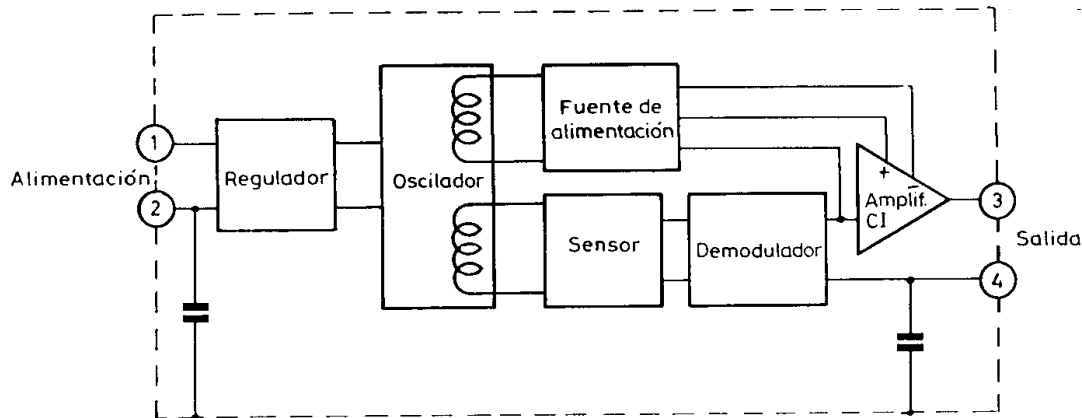 Alimentación
1
2
Regulador
Oscilador
Fuente de
alimentación
Sensor
Demodulador
+
−
Amplif.
CI
3
4
Salida